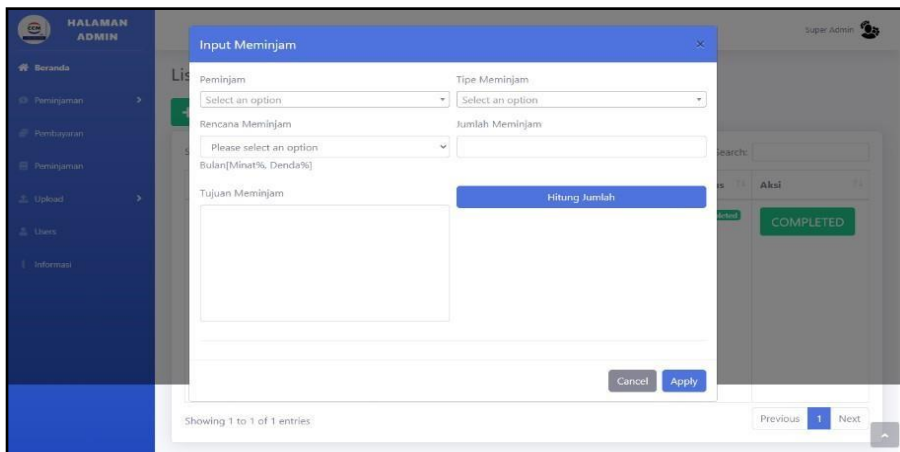 HALAMAN
ADMIN
Super Admin
Beranda
Peminjaman
Pembayaran
Peminjaman
Upload
Users
Informasi
Input Meminjam
×
Peminjam
Tipe Meminjam
Select an option
Select an option
Rencana Meminjam
Jumlah Meminjam
Please select an option
Bulan[Minat%, Denda%]
Tujuan Meminjam
Hitung Jumlah
Cancel
Apply
Lis
Search:
us
Aksi
COMPLETED
Showing 1 to 1 of 1 entries
Previous
1
Next